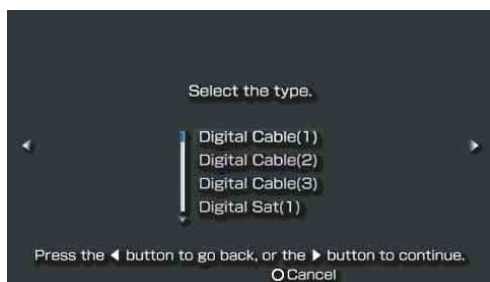 Select the type.
Digital Cable(1)
Digital Cable(2)
Digital Cable(3)
Digital Sat(1)
Press the ◀ button to go back, or the ▶ button to continue.
○Cancel